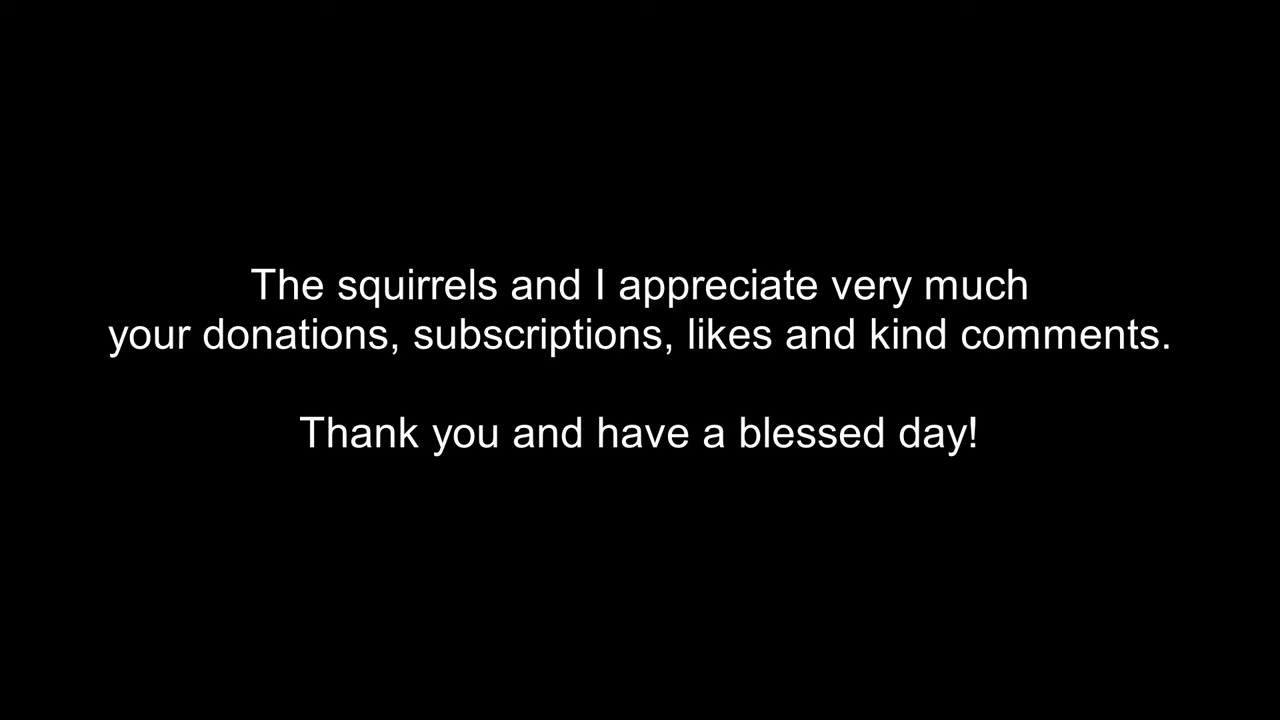 The squirrels and I appreciate very much
your donations, subscriptions, likes and kind comments.
Thank you and have a blessed day!